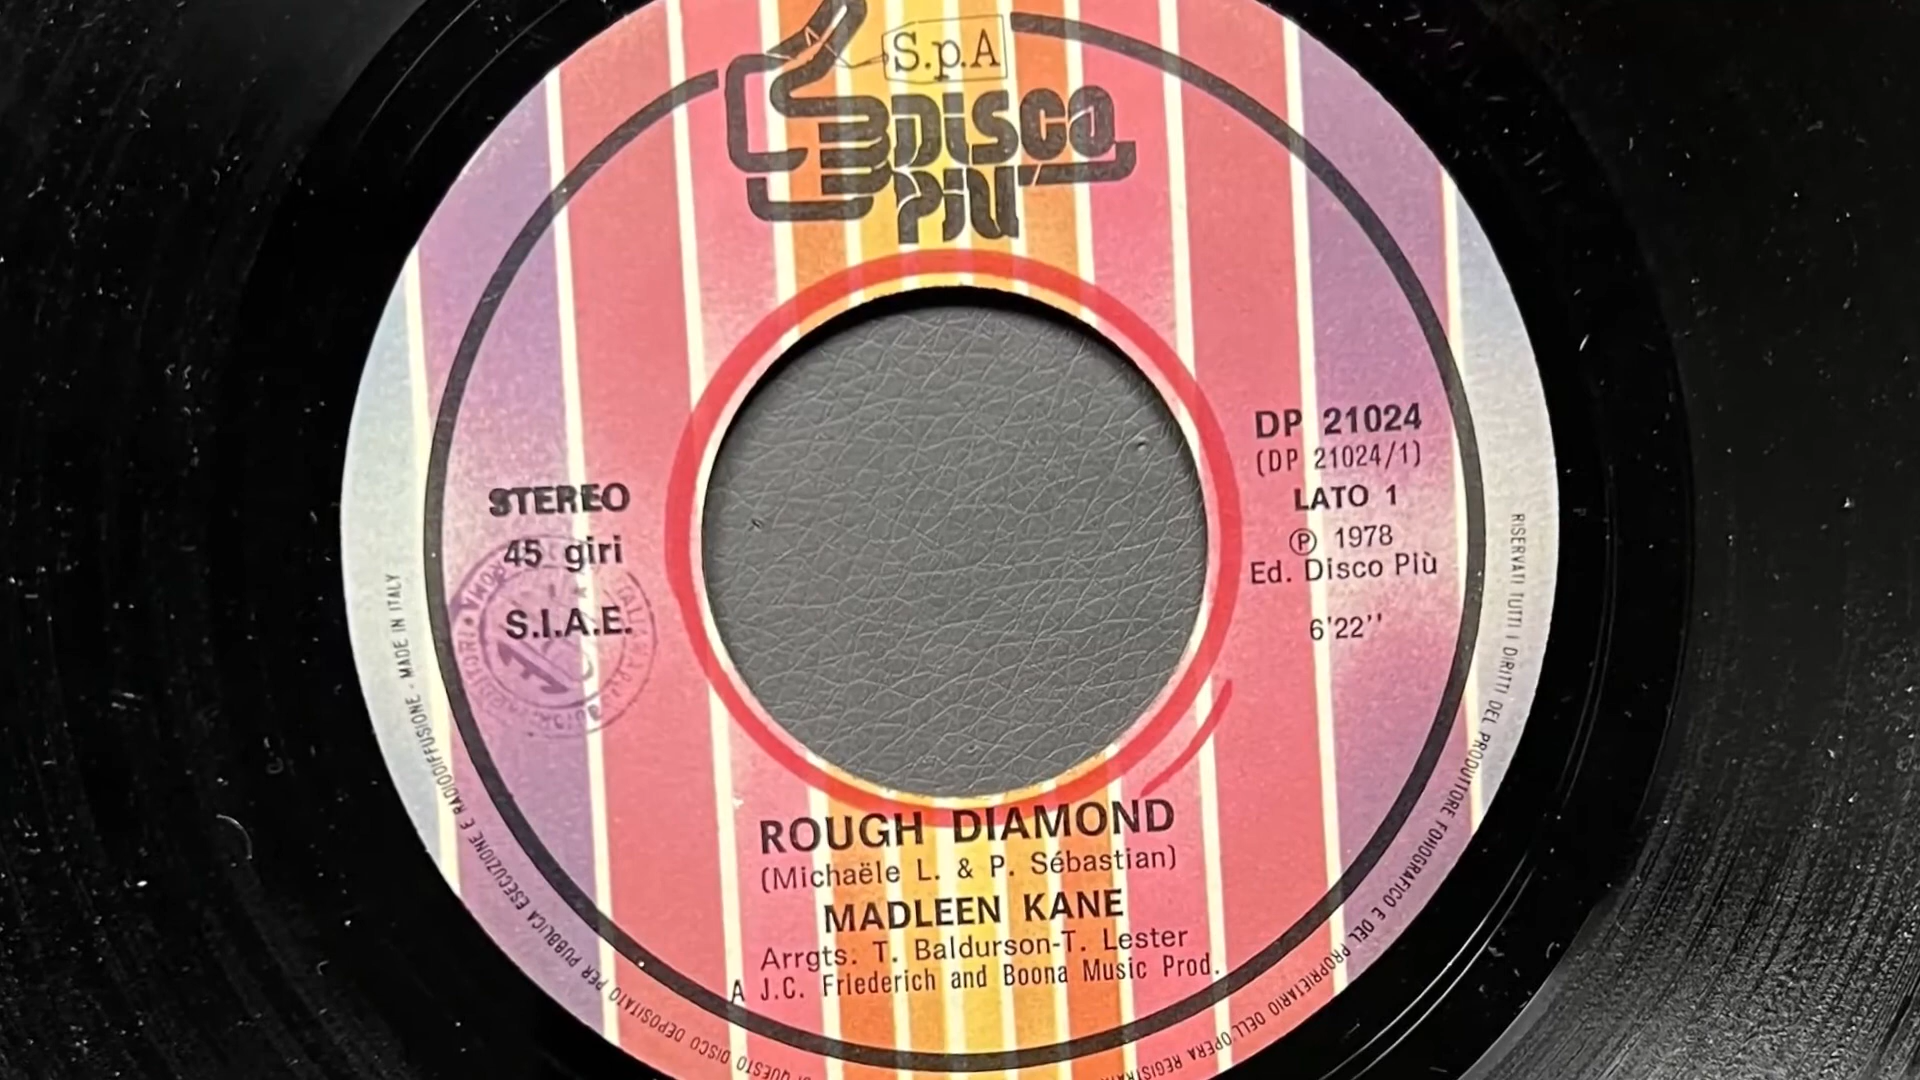 S.p.A
DISCO
PIÙ
STEREO
45 giri
S.I.A.E.
DP 21024
(DP 21024/1)
LATO 1
Ⓟ 1978
Ed. Disco Più
6'22''
ROUGH DIAMOND
(Michaële L. & P. Sébastian)
MADLEEN KANE
Arrgts: T. Baldurson-T. Lester
A J.C. Friederich and Boona Music Prod.
RISERVATI TUTTI I DIRITTI DEL PRODUTTORE FONOGRAFICO E DEL PROPRIETARIO DELL'OPERA
QUESTO DISCO DEPOSITATO PER PUBBLICA ESECUZIONE E RADIODIFFUSIONE - MADE IN ITALY
ROMA